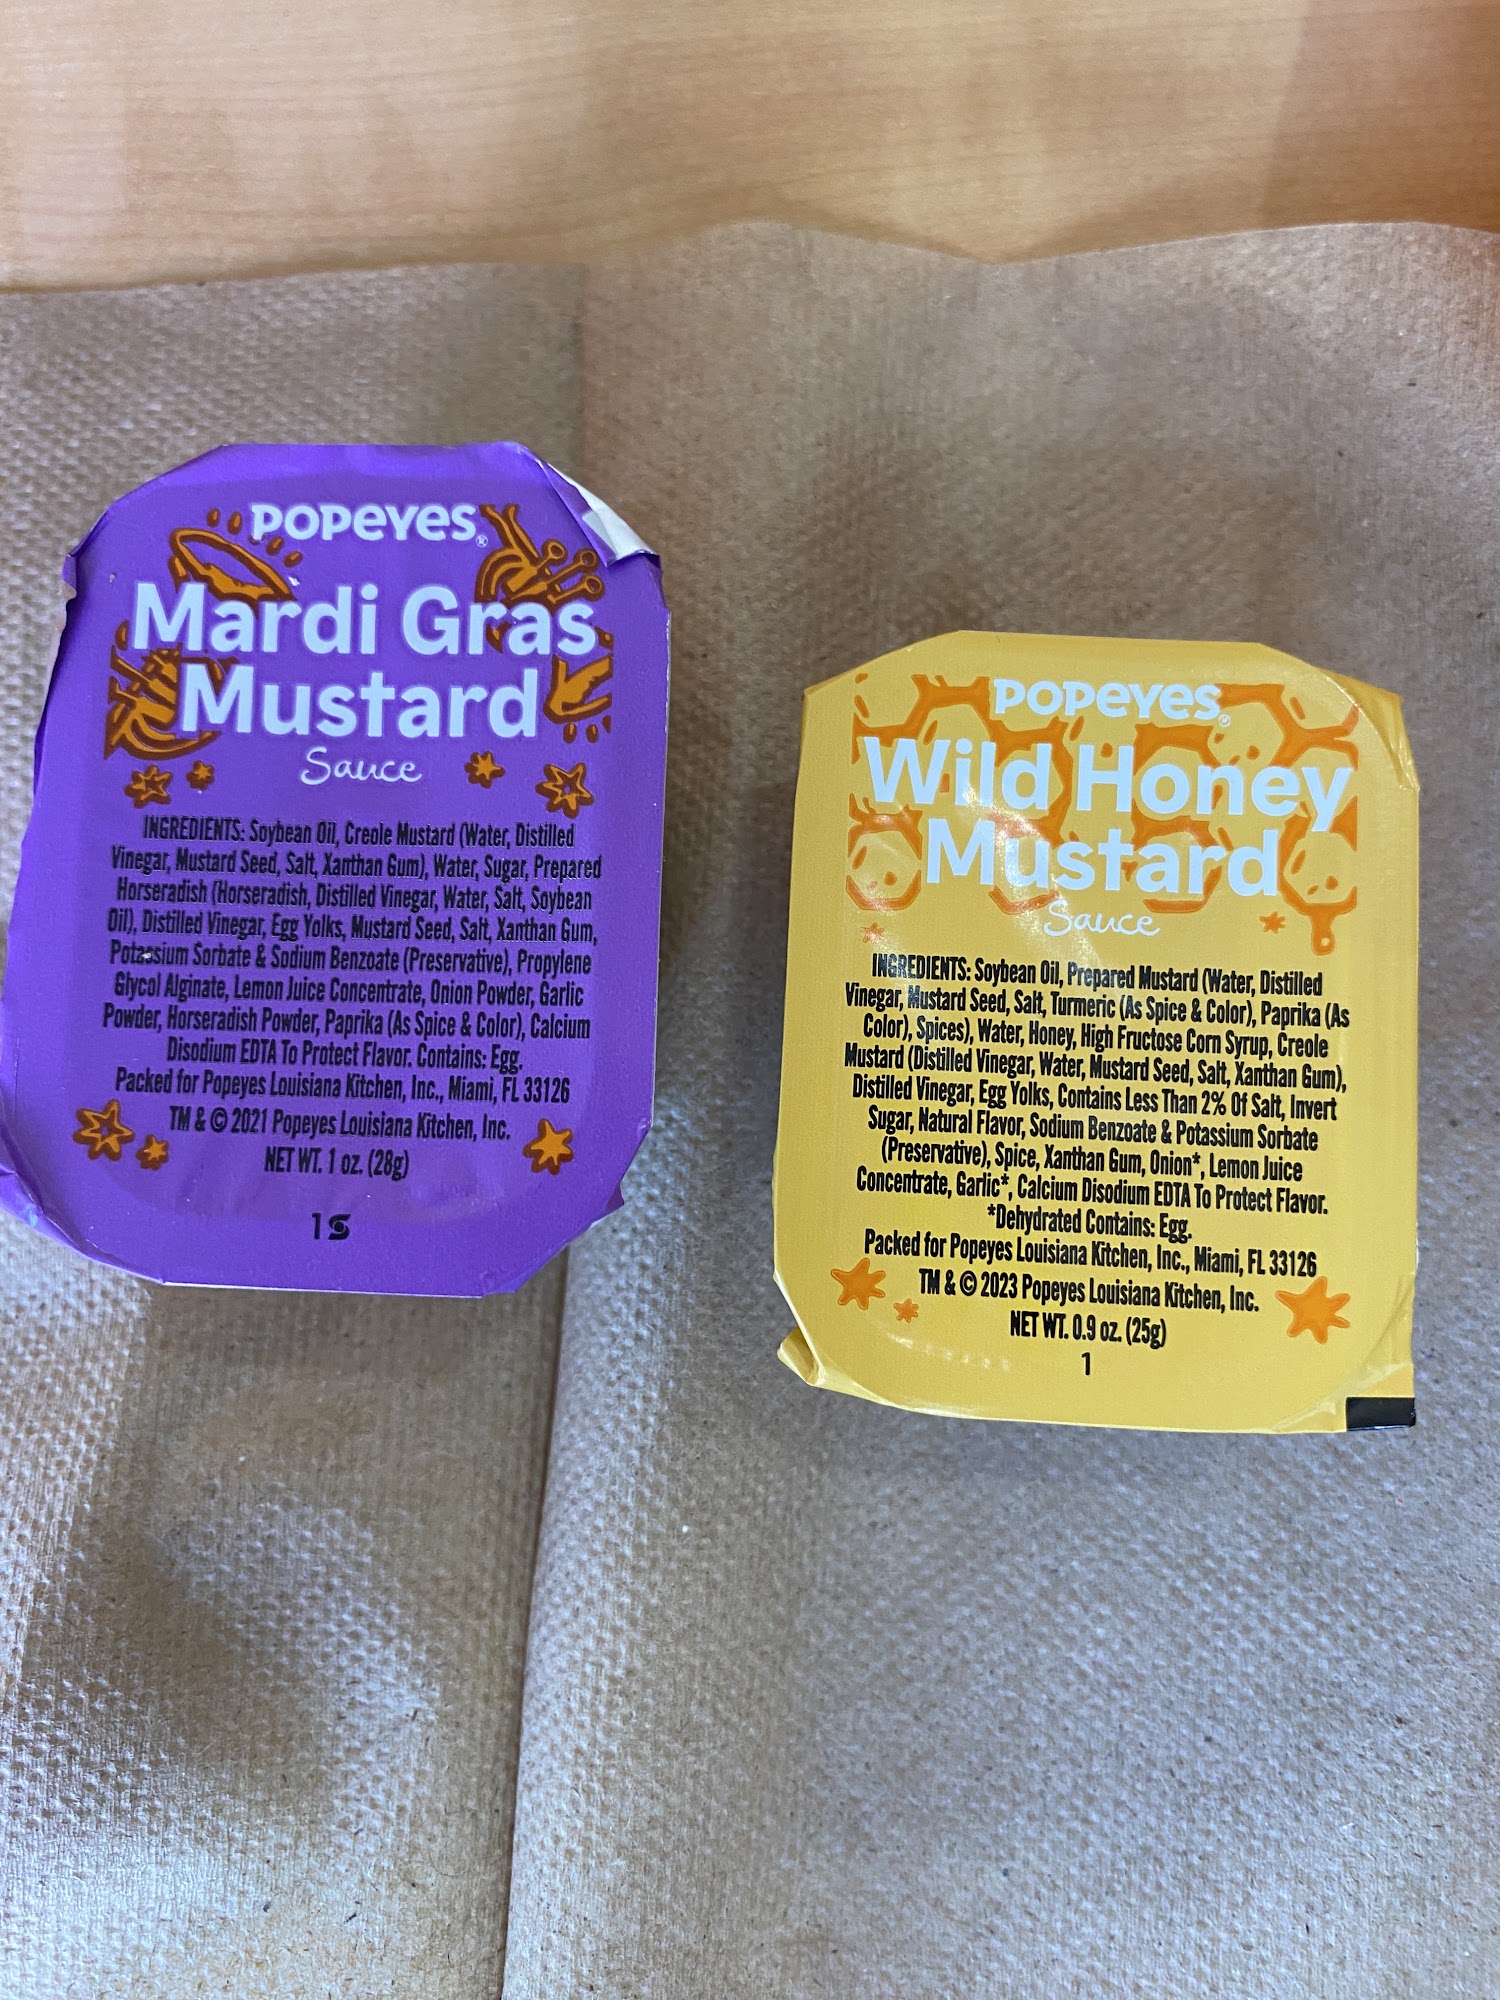 POPEYES®
Mardi Gras
Mustard
Sauce
INGREDIENTS: Soybean Oil, Creole Mustard (Water, Distilled
Vinegar, Mustard Seed, Salt, Xanthan Gum), Water, Sugar, Prepared
Horseradish (Horseradish, Distilled Vinegar, Water, Salt, Soybean
Oil), Distilled Vinegar, Egg Yolks, Mustard Seed, Salt, Xanthan Gum,
Potassium Sorbate & Sodium Benzoate (Preservative), Propylene
Glycol Alginate, Lemon Juice Concentrate, Onion Powder, Garlic
Powder, Horseradish Powder, Paprika (As Spice & Color), Calcium
Disodium EDTA To Protect Flavor. Contains: Egg.
Packed for Popeyes Louisiana Kitchen, Inc., Miami, FL 33126
TM & © 2021 Popeyes Louisiana Kitchen, Inc.
NET WT. 1 oz. (28g)
1
POPEYES®
Wild Honey
Mustard
Sauce
INGREDIENTS: Soybean Oil, Prepared Mustard (Water, Distilled
Vinegar, Mustard Seed, Salt, Turmeric (As Spice & Color), Paprika (As
Color), Spices), Water, Honey, High Fructose Corn Syrup, Creole
Mustard (Distilled Vinegar, Water, Mustard Seed, Salt, Xanthan Gum),
Distilled Vinegar, Egg Yolks, Contains Less Than 2% Of Salt, Invert
Sugar, Natural Flavor, Sodium Benzoate & Potassium Sorbate
(Preservative), Spice, Xanthan Gum, Onion*, Lemon Juice
Concentrate, Garlic*, Calcium Disodium EDTA To Protect Flavor.
*Dehydrated Contains: Egg.
Packed for Popeyes Louisiana Kitchen, Inc., Miami, FL 33126
TM & © 2023 Popeyes Louisiana Kitchen, Inc.
NET WT. 0.9 oz. (25g)
1